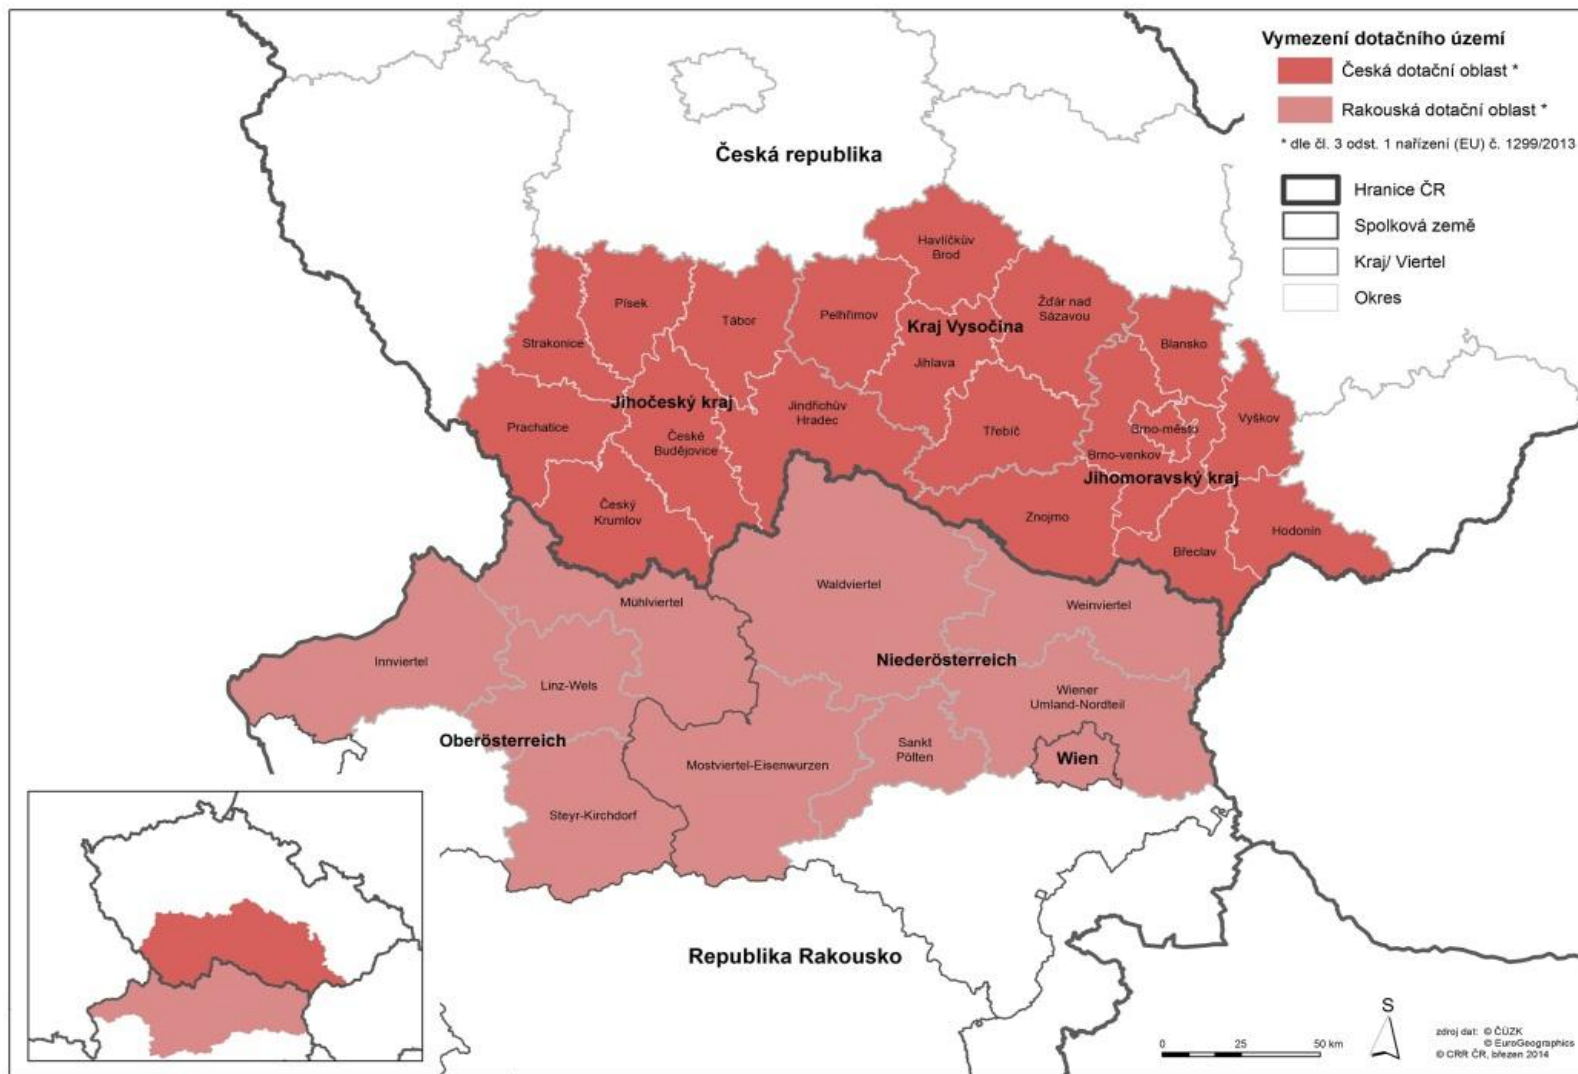 Vymezení dotačního území
Česká dotační oblast *
Rakouská dotační oblast *
* dle čl. 3 odst. 1 nařízení (EU) č. 1299/2013
Hranice ČR
Spolková země
Kraj/ Viertel
Okres
Česká republika
Havlíčkův
Brod
Písek
Tábor
Pelhřimov
Kraj Vysočina
Žďár nad
Sázavou
Strakonice
Jihlava
Blansko
Jihočeský kraj
Prachatice
Jindřichův
Hradec
České
Budějovice
Třebíč
Brno-město
Vyškov
Brno-venkov
Jihomoravský kraj
Český
Krumlov
Znojmo
Hodonín
Břeclav
Waldviertel
Mühlviertel
Weinviertel
Innviertel
Niederösterreich
Linz-Wels
Wiener
Umland-Nordteil
Oberösterreich
Sankt
Pölten
Mostviertel-Eisenwurzen
Wien
Steyr-Kirchdorf
Republika Rakousko
S
0 25 50 km
zdroj dat: © ČÚZK
© EuroGeographics
© CRR ČR, březen 2014